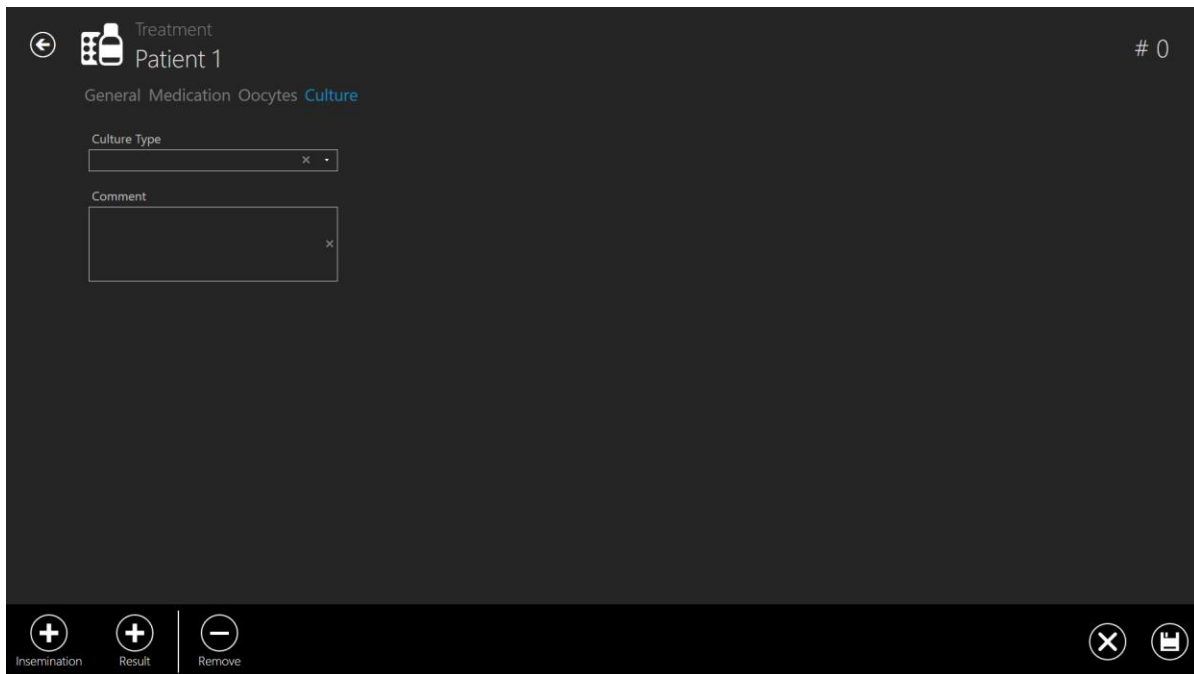 Treatment
Patient 1
# 0
General Medication Oocytes Culture
Culture Type
Comment
Insemination Result Remove